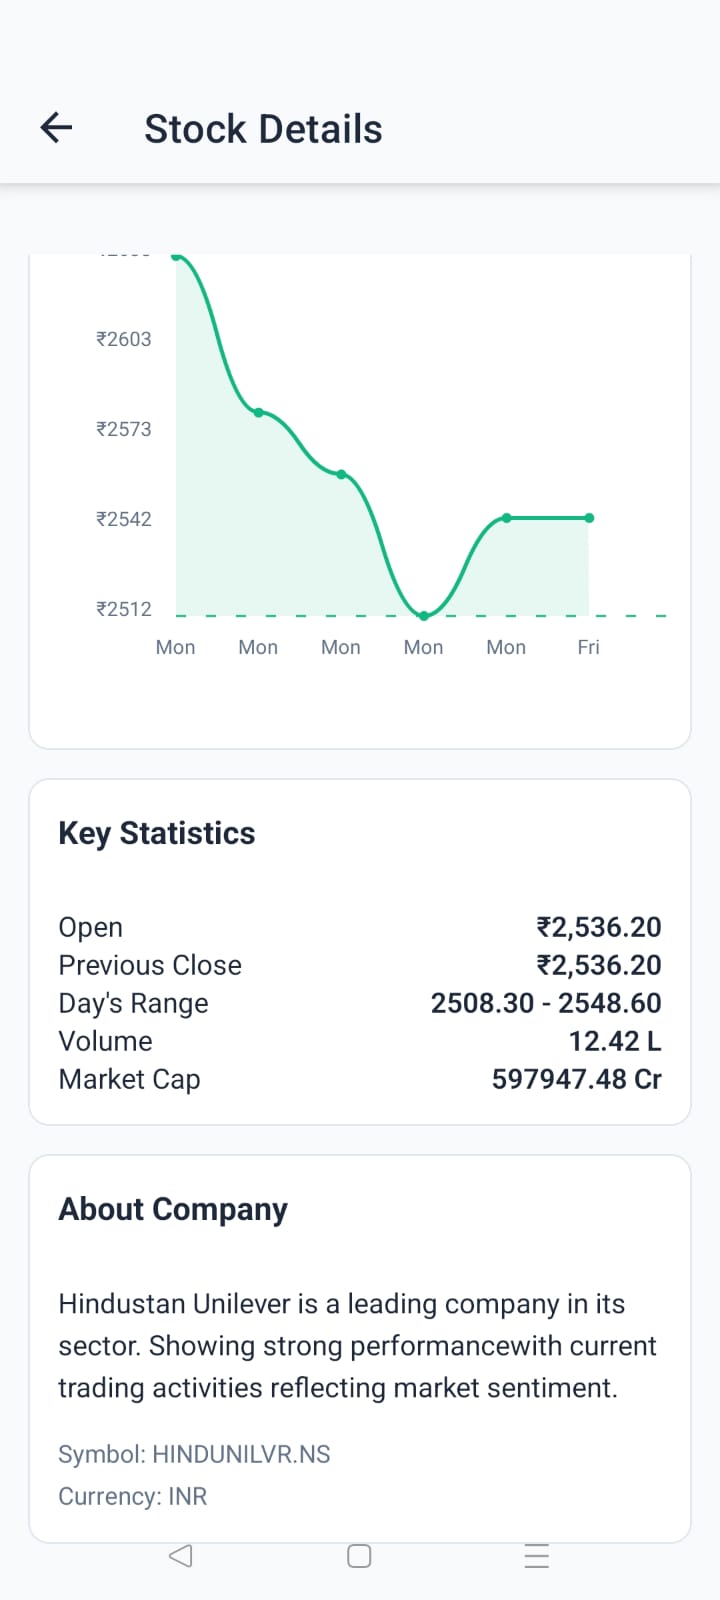 Stock Details
₹2603
₹2573
₹2542
₹2512
Mon Mon Mon Mon Mon Fri
Key Statistics
Open ₹2,536.20
Previous Close ₹2,536.20
Day's Range 2508.30 - 2548.60
Volume 12.42 L
Market Cap 597947.48 Cr
About Company
Hindustan Unilever is a leading company in its
sector. Showing strong performancewith current
trading activities reflecting market sentiment.
Symbol: HINDUNILVR.NS
Currency: INR